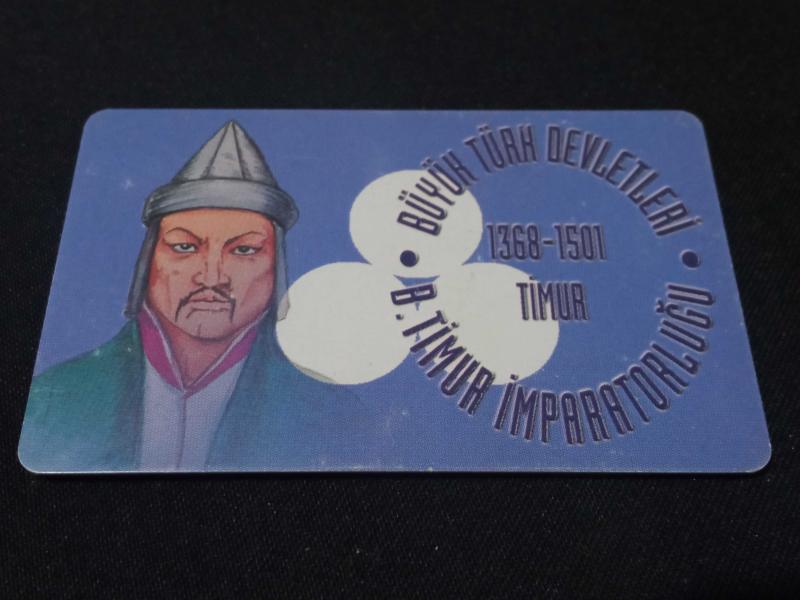 BÜYÜK TÜRK DEVLETLERİ
1368-1501
TİMUR
B. TİMUR İMPARATORLUĞU